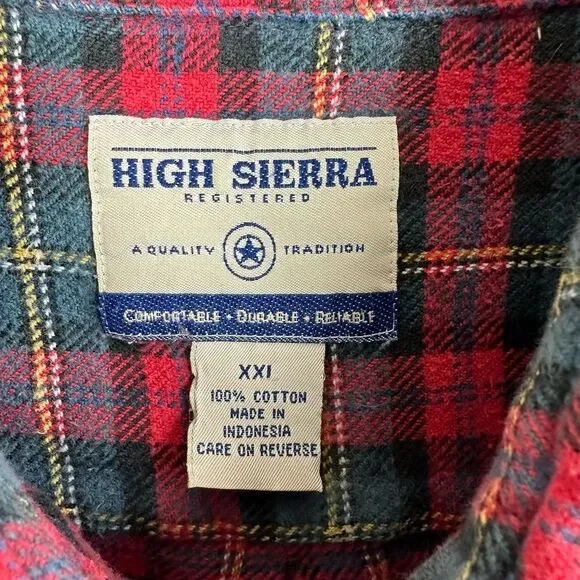 HIGH SIERRA
REGISTERED
A QUALITY TRADITION
COMFORTABLE • DURABLE • RELIABLE
XXl
100% COTTON
MADE IN
INDONESIA
CARE ON REVERSE